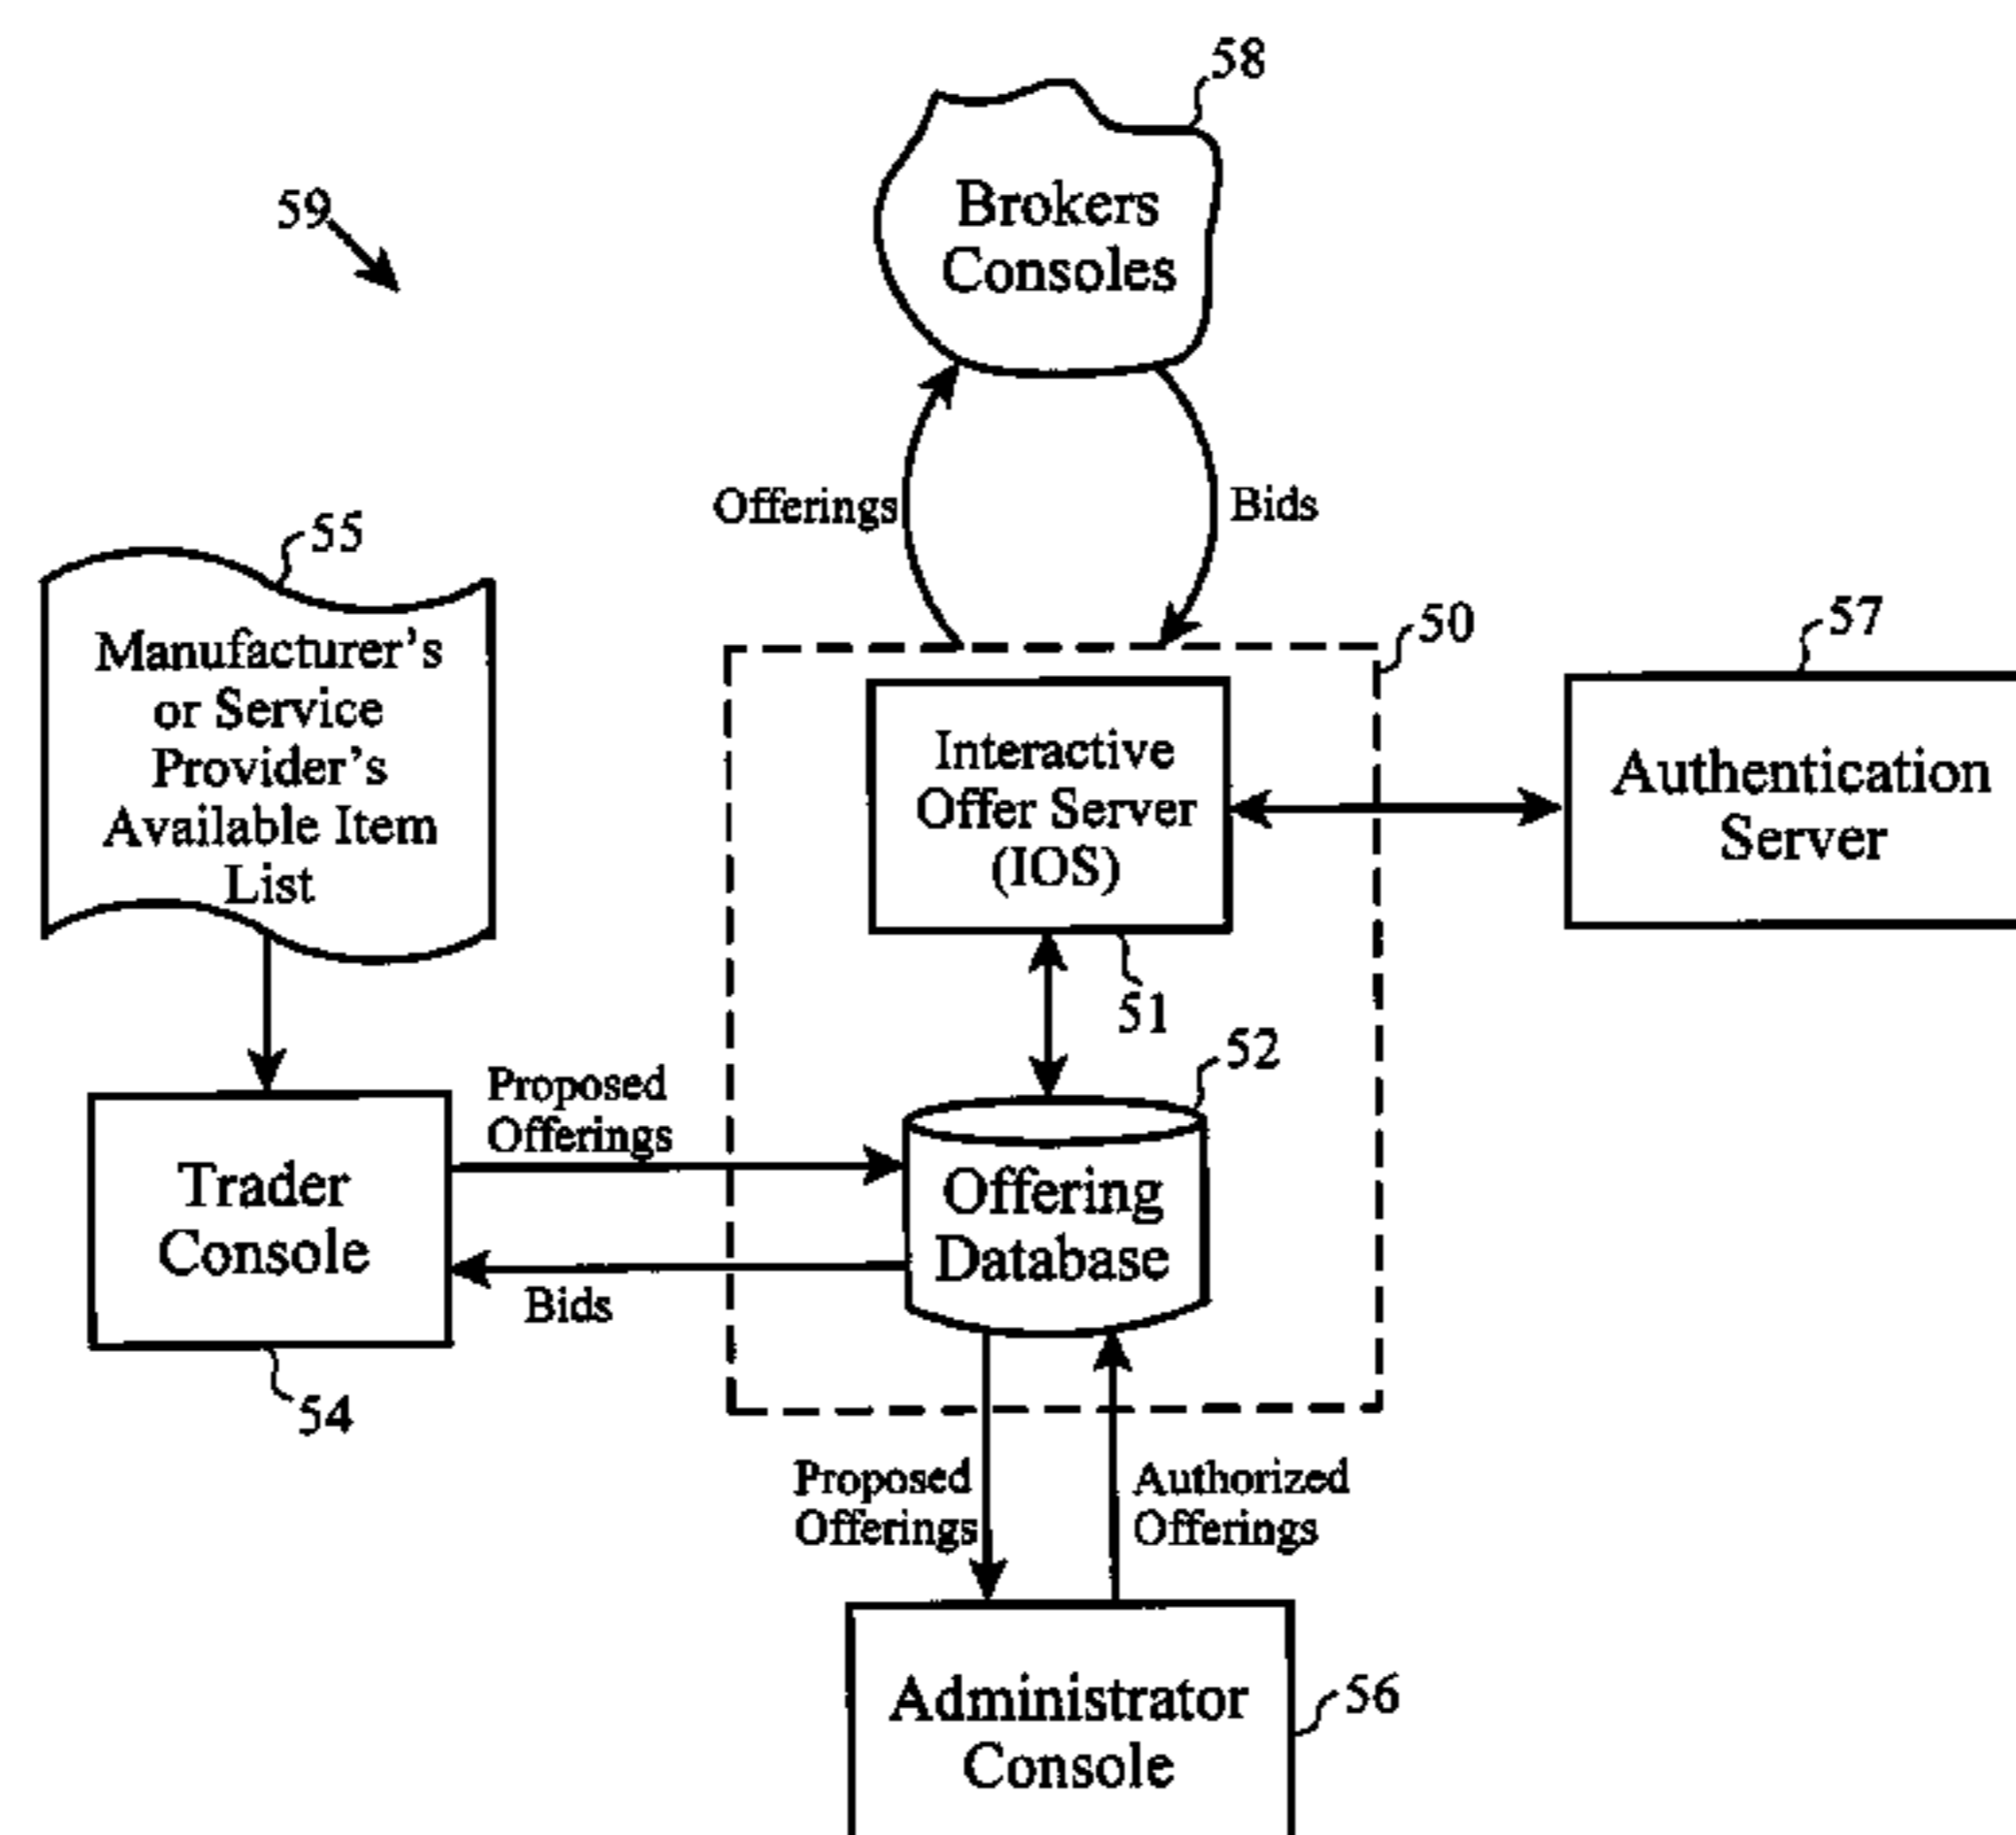 58
Brokers
Consoles
59
Offerings
Bids
55
Manufacturer's
or Service
Provider's
Available Item
List
50
57
Interactive
Offer Server
(IOS)
Authentication
Server
51
52
Proposed
Offerings
Trader
Console
Offering
Database
Bids
54
Proposed
Offerings
Authorized
Offerings
Administrator
Console
56